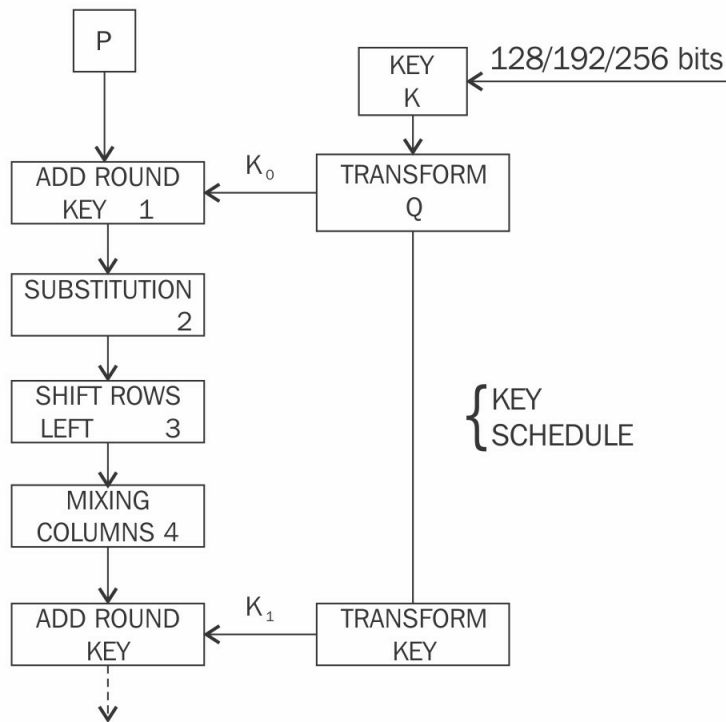 P
KEY
K
128/192/256 bits
ADD ROUND
KEY 1
K₀
TRANSFORM
Q
SUBSTITUTION
2
SHIFT ROWS
LEFT 3
{ KEY
SCHEDULE
MIXING
COLUMNS 4
ADD ROUND
KEY
K₁
TRANSFORM
KEY